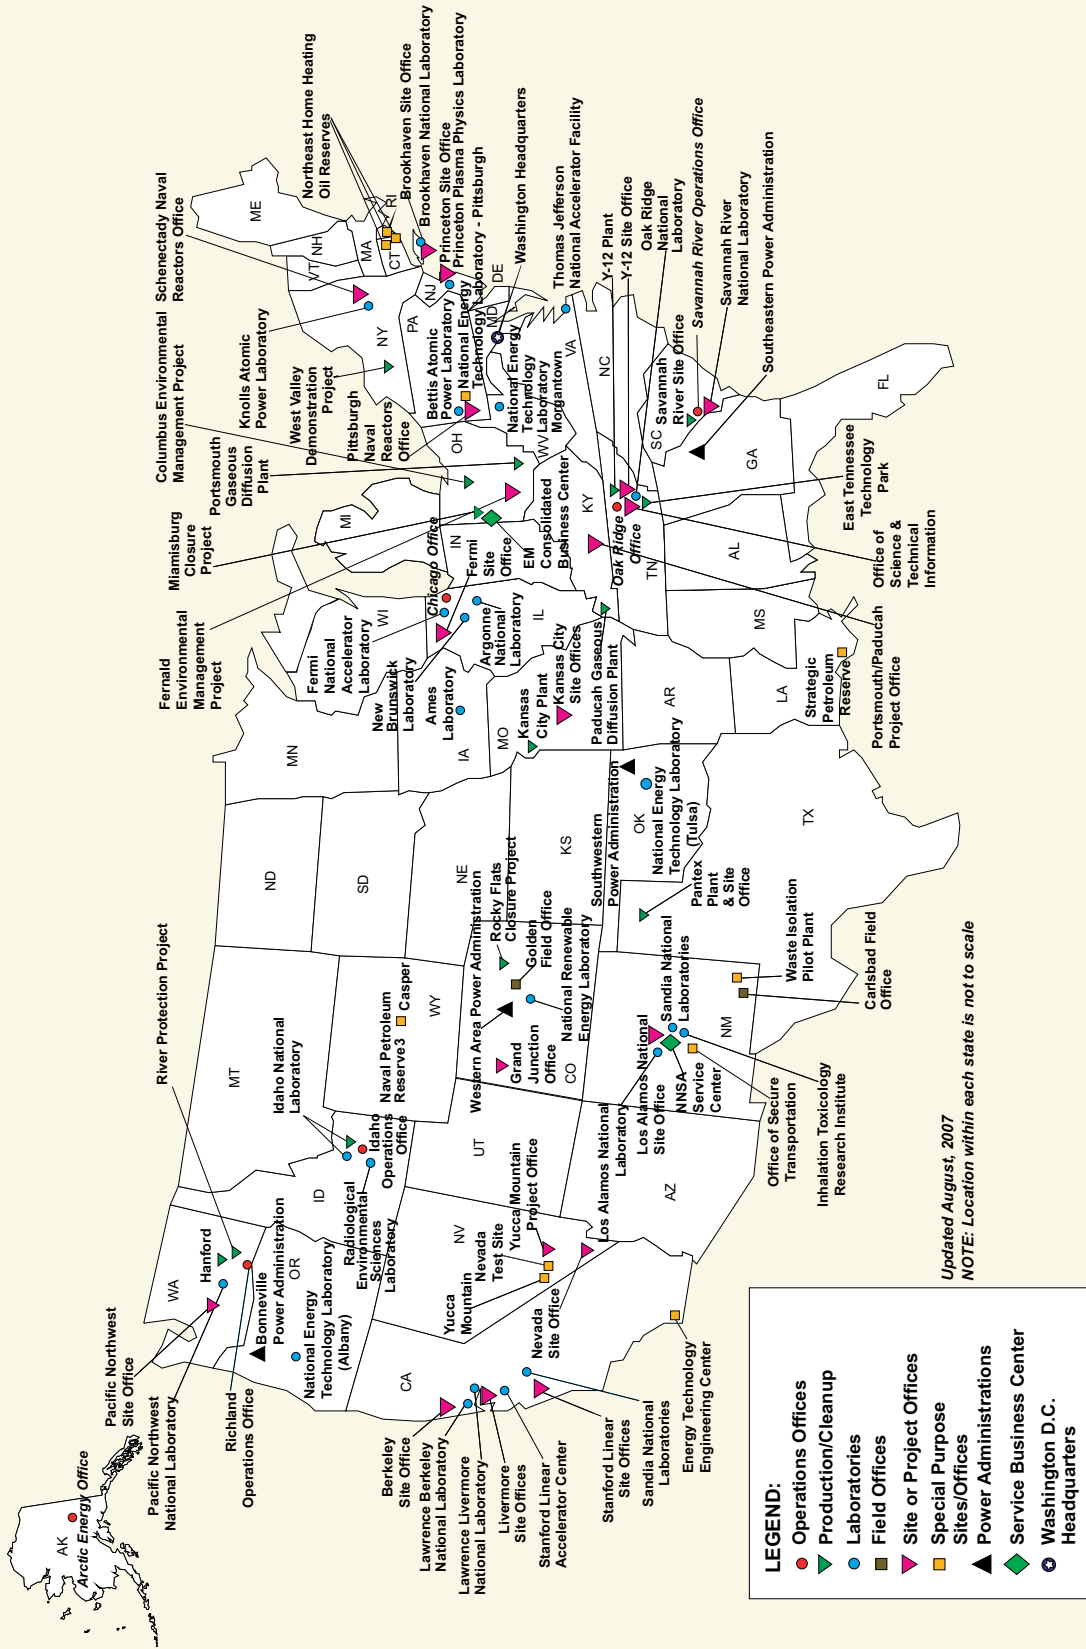 AK
Arctic Energy Office
Pacific Northwest
Site Office
Pacific Northwest
National Laboratory
Richland
Operations Office
WA
Hanford
Bonneville
Power Administration
OR
National Energy
Technology Laboratory
(Albany)
River Protection Project
Idaho National
Laboratory
ID
Idaho
Operations
Office
Radiological
Environmental
Sciences
Laboratory
MT
Naval Petroleum
Reserve3
Casper
WY
ND
SD
NE
KS
MN
IA
MO
WI
MI
IL
IN
OH
KY
TN
CA
Berkeley
Site Office
Lawrence Berkeley
National Laboratory
Lawrence Livermore
National Laboratory
Livermore
Site Offices
Stanford Linear
Accelerator Center
Stanford Linear
Site Offices
Sandia National
Laboratories
Energy Technology
Engineering Center
NV
Yucca
Mountain
Nevada
Test Site
Yucca Mountain
Project Office
Nevada
Site Office
UT
AZ
Western Area Power Administration
Rocky Flats
Closure Project
Golden
Field Office
National Renewable
Energy Laboratory
Grand
Junction
Office
CO
Los Alamos National
Laboratory
Los Alamos National
Site Office
NNSA
Service
Center
Sandia National
Laboratories
NM
Office of Secure
Transportation
Inhalation Toxicology
Research Institute
Waste Isolation
Pilot Plant
Carlsbad Field
Office
Southwestern
Power Administration
OK
National Energy
Technology Laboratory
(Tulsa)
Pantex
Plant
& Site
Office
TX
Kansas
City Plant
Kansas City
Site Offices
Paducah Gaseous
Diffusion Plant
AR
LA
MS
AL
GA
FL
SC
NC
Strategic
Petroleum
Reserve
Portsmouth/Paducah
Project Office
Fernald
Environmental
Management
Project
Miamisburg
Closure
Project
Portsmouth
Gaseous
Diffusion
Plant
Columbus Environmental
Management Project
Fermi
National
Accelerator
Laboratory
New
Brunswick
Laboratory
Ames
Laboratory
Chicago Office
Fermi
Site
Office
Argonne
National
Laboratory
EM
Consolidated
Business Center
Schenectady Naval
Reactors Office
Knolls Atomic
Power Laboratory
West Valley
Demonstration
Project
Pittsburgh
Naval
Reactors
Office
Bettis Atomic
Power Laboratory
National Energy
Technology Laboratory - Pittsburgh
National Energy
Technology
Laboratory
Morgantown
ME
VT
NH
MA
CT
RI
NY
PA
NJ
DE
MD
VA
WV
Northeast Home Heating
Oil Reserves
Brookhaven Site Office
Brookhaven National Laboratory
Princeton Site Office
Princeton Plasma Physics Laboratory
Washington Headquarters
Thomas Jefferson
National Accelerator Facility
Y-12 Plant
Y-12 Site Office
Oak Ridge
National
Laboratory
Oak Ridge
Office
Savannah
River Site Office
Savannah River Operations Office
Savannah River
National Laboratory
Southeastern Power Administration
East Tennessee
Technology
Park
Office of
Science &
Technical
Information
Updated August, 2007
NOTE: Location within each state is not to scale
LEGEND:
Operations Offices
Production/Cleanup
Laboratories
Field Offices
Site or Project Offices
Special Purpose
Sites/Offices
Power Administrations
Service Business Center
Washington D.C.
Headquarters